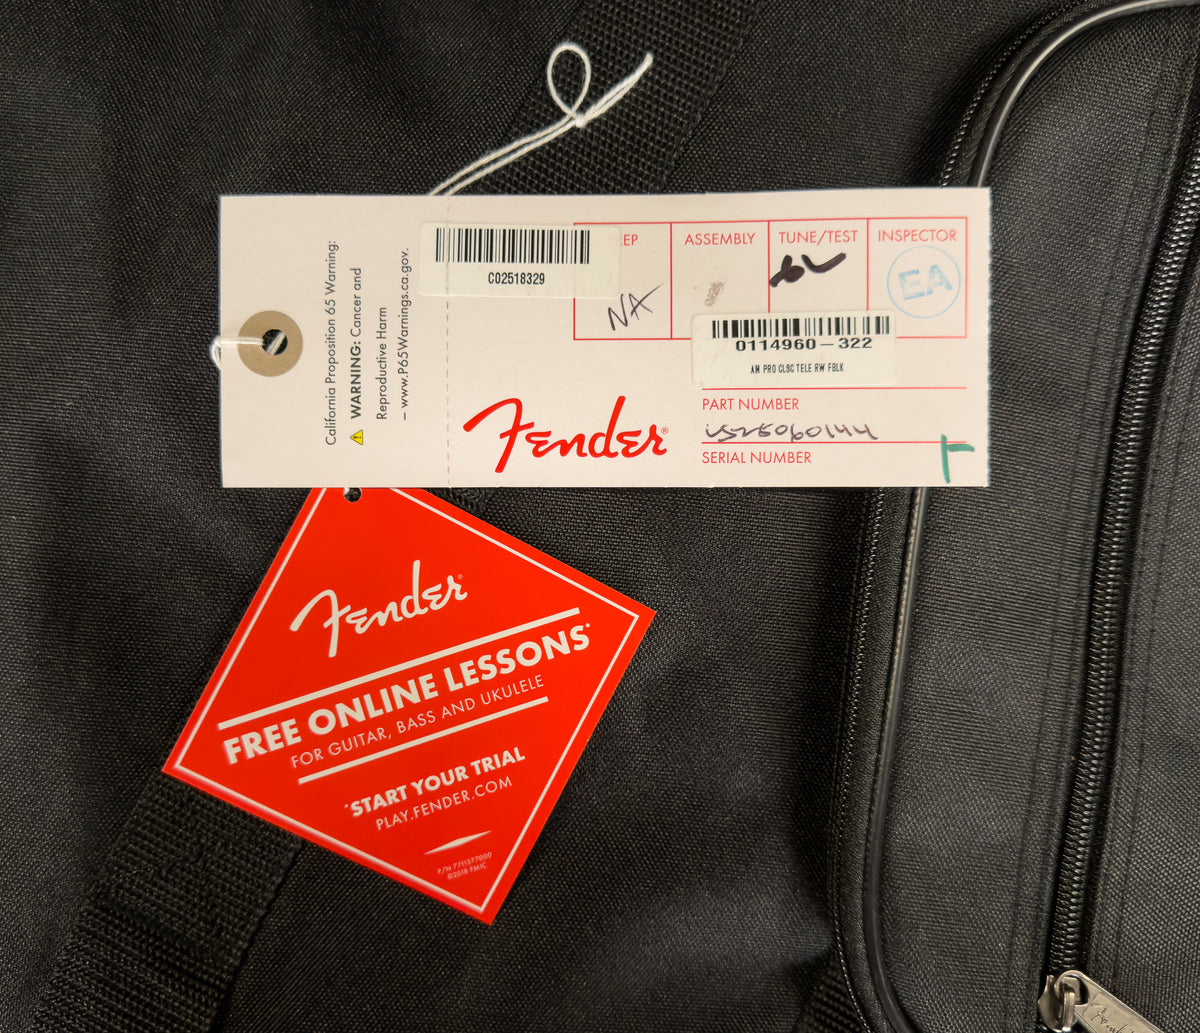 California Proposition 65 Warning:
WARNING: Cancer and
Reproductive Harm
– www.P65Warnings.ca.gov.
C02518329
EP
ASSEMBLY
TUNE/TEST
INSPECTOR
NA
EA
0114960-322
AM PRO CLSC TELE RW FBLK
Fender®
PART NUMBER
SERIAL NUMBER
Fender®
FREE ONLINE LESSONS*
FOR GUITAR, BASS AND UKULELE
*START YOUR TRIAL
PLAY.FENDER.COM
P/N 7711577000
©2018 FMIC